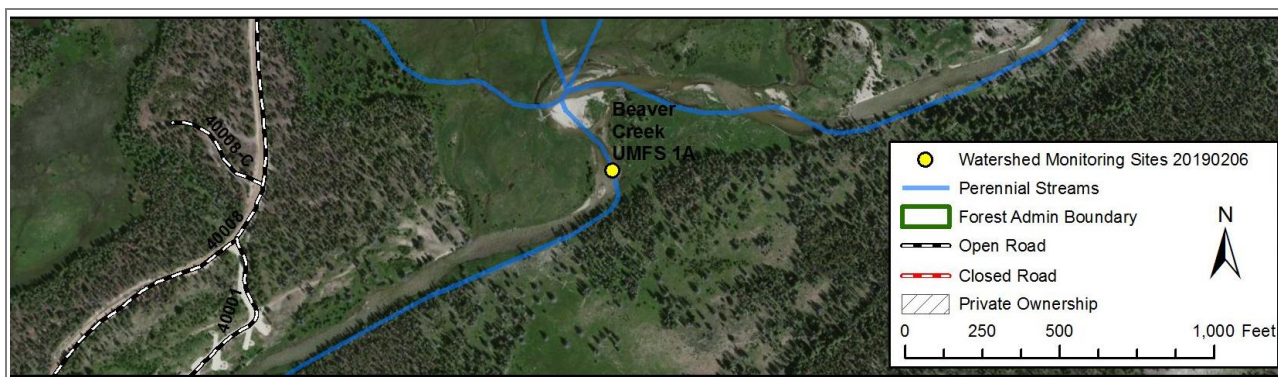 Beaver
Creek
UMFS 1A
40008-C
40008
40001
Watershed Monitoring Sites 20190206
Perennial Streams
Forest Admin Boundary
Open Road
Closed Road
Private Ownership
N
0 250 500 1,000 Feet